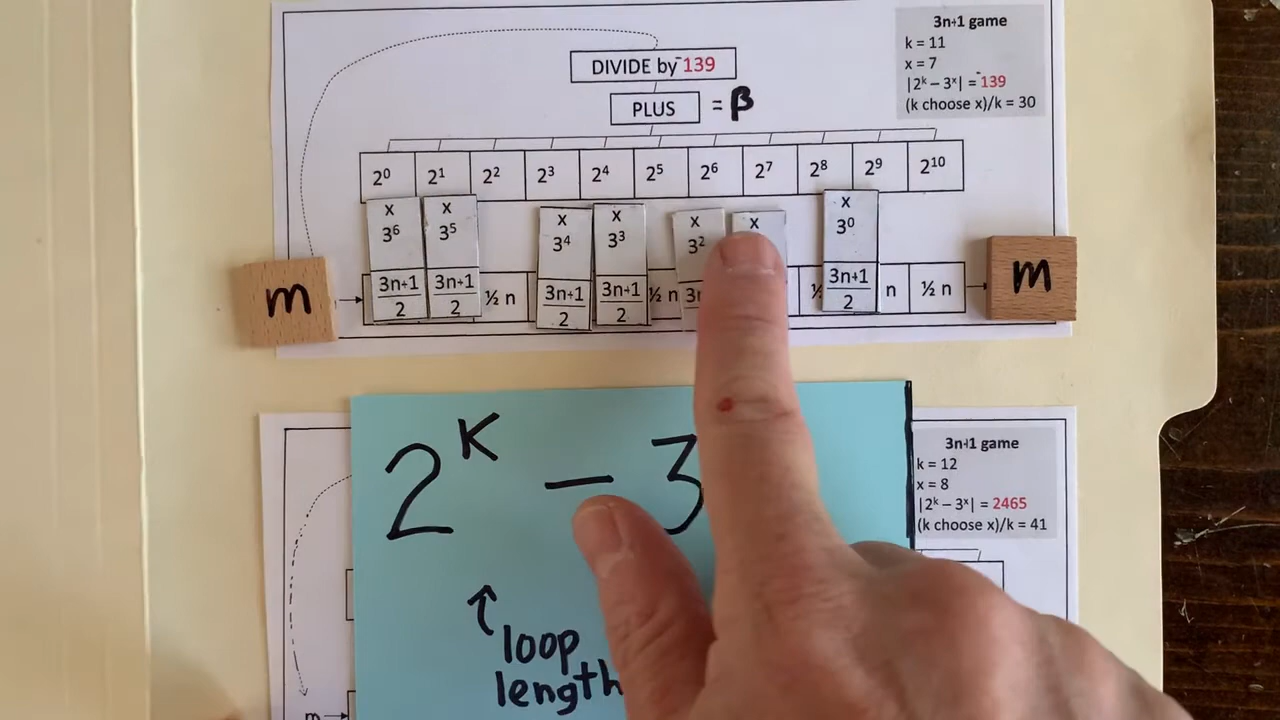 3n+1 game
k = 11
x = 7
|2ᵏ – 3ˣ| = ⁻139
(k choose x)/k = 30
DIVIDE by ⁻139
PLUS = β
2⁰ 2¹ 2² 2³ 2⁴ 2⁵ 2⁶ 2⁷ 2⁸ 2⁹ 2¹⁰
x x x x x x x
3⁶ 3⁵ 3⁴ 3³ 3² 3⁰
m 3n+1 3n+1 ½ n 3n+1 3n+1 ½ n 3n+1 n ½ n m
2 2 2 2 2
2ᴷ – 3
loop
length
3n+1 game
k = 12
x = 8
|2ᵏ – 3ˣ| = 2465
(k choose x)/k = 41
m